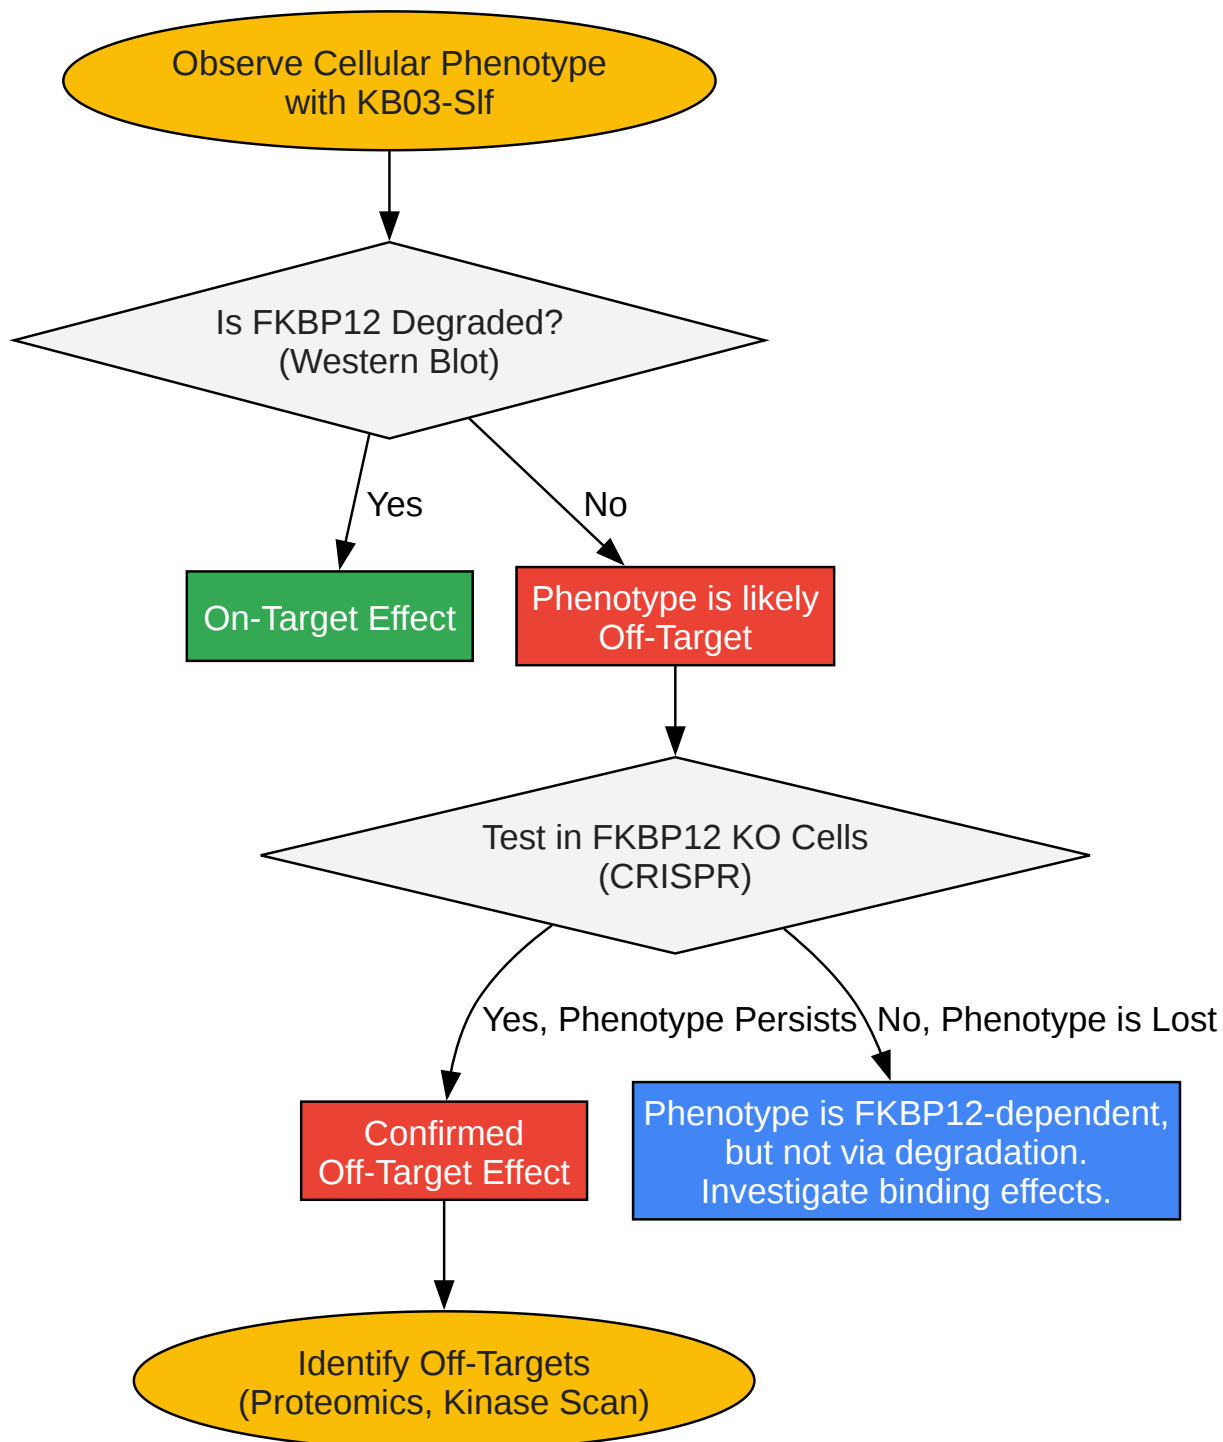 Observe Cellular Phenotype
with KB03-Slf
Is FKBP12 Degraded?
(Western Blot)
Yes
No
On-Target Effect
Phenotype is likely
Off-Target
Test in FKBP12 KO Cells
(CRISPR)
Yes, Phenotype Persists
No, Phenotype is Lost
Confirmed
Off-Target Effect
Phenotype is FKBP12-dependent,
but not via degradation.
Investigate binding effects.
Identify Off-Targets
(Proteomics, Kinase Scan)